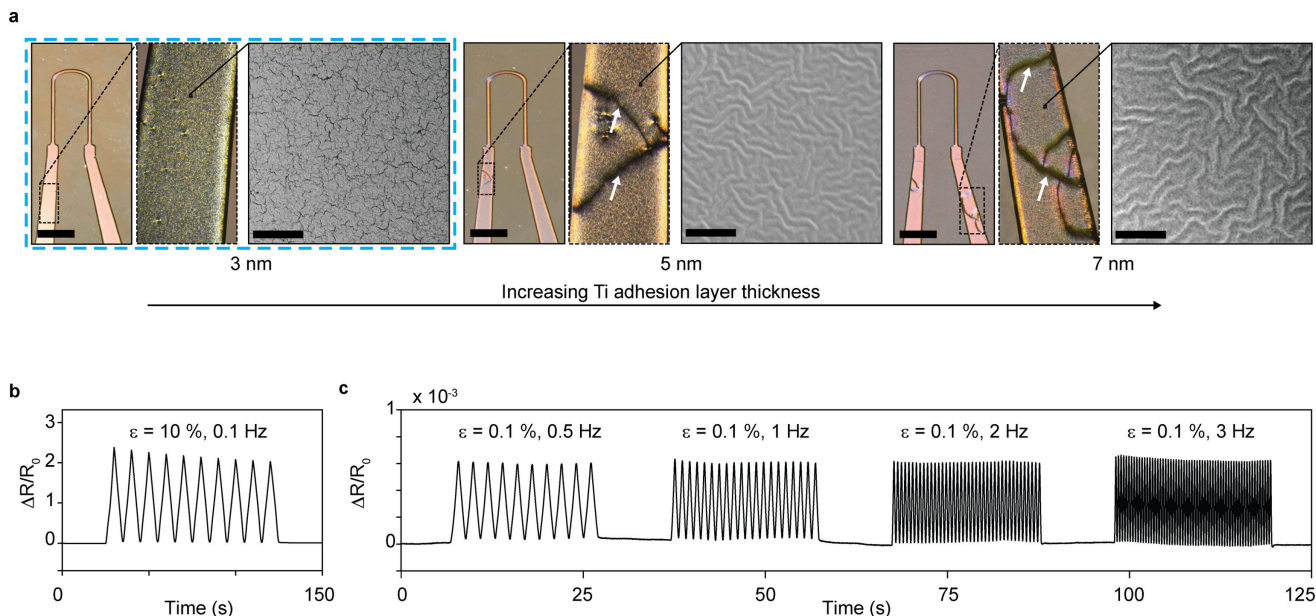 a
3 nm
5 nm
7 nm
Increasing Ti adhesion layer thickness
b
3
2
1
0
ΔR/R0
ε = 10 %, 0.1 Hz
0
150
Time (s)
c
x 10-3
1
0
ΔR/R0
ε = 0.1 %, 0.5 Hz
ε = 0.1 %, 1 Hz
ε = 0.1 %, 2 Hz
ε = 0.1 %, 3 Hz
0
25
50
75
100
125
Time (s)